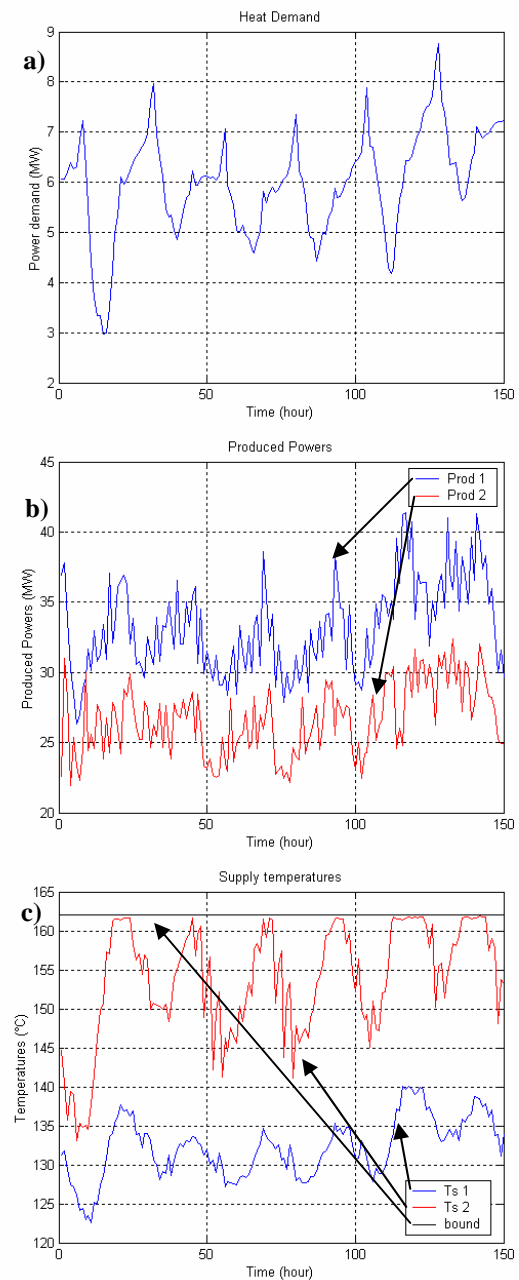 Heat Demand
a)
9
8
7
6
5
4
3
2
Power demand (MW)
0
50
100
150
Time (hour)
Produced Powers
b)
45
40
35
30
25
20
Produced Powers (MW)
Prod 1
Prod 2
0
50
100
150
Time (hour)
Supply temperatures
c)
165
160
155
150
145
140
135
130
125
120
Temperatures (°C)
Ts 1
Ts 2
bound
0
50
100
150
Time (hour)